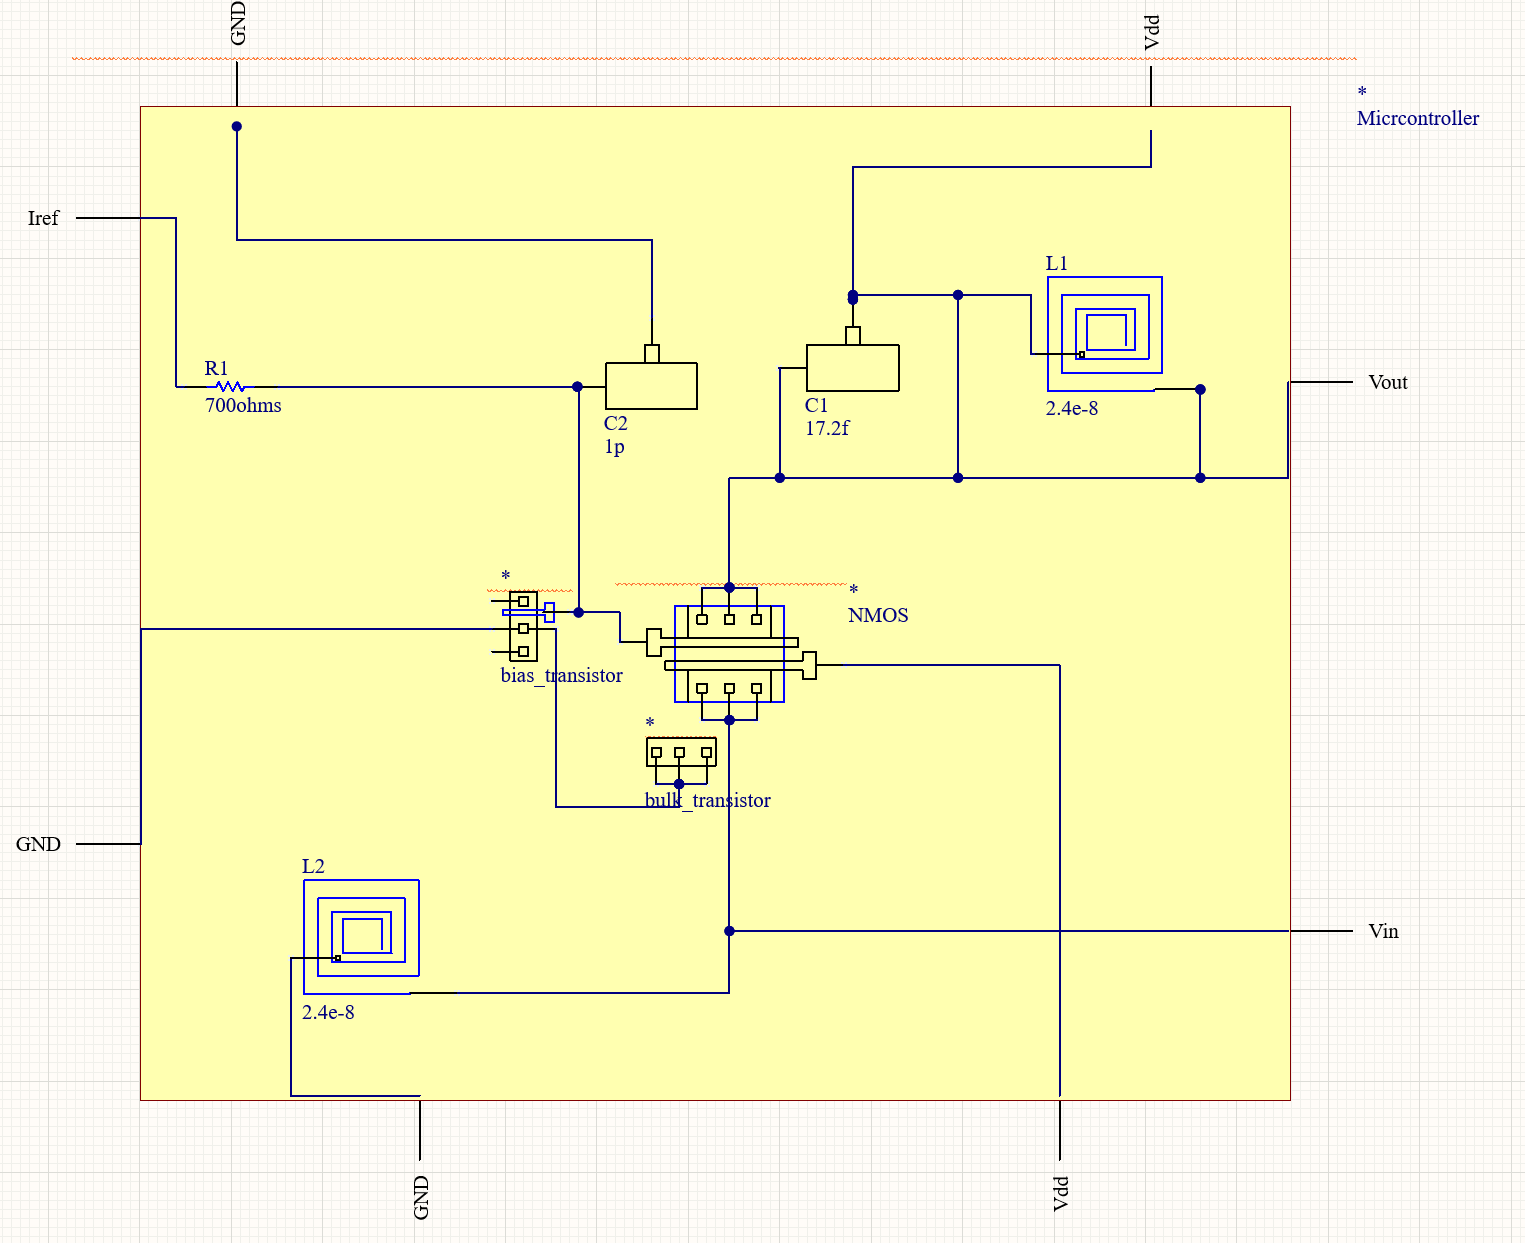 GND
Vdd
*
Micrcontroller
Iref
L1
R1
700ohms
Vout
C1
17.2f
2.4e-8
C2
1p
*
*
NMOS
bias_transistor
*
bulk_transistor
GND
L2
Vin
2.4e-8
GND
Vdd